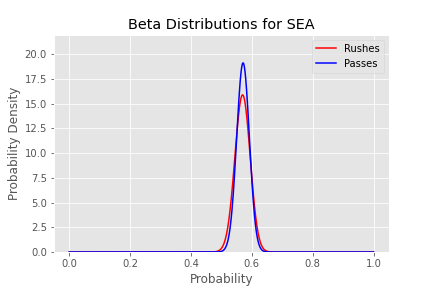 Beta Distributions for SEA
Rushes
Passes
Probability Density
20.0
17.5
15.0
12.5
10.0
7.5
5.0
2.5
0.0
0.0 0.2 0.4 0.6 0.8 1.0
Probability